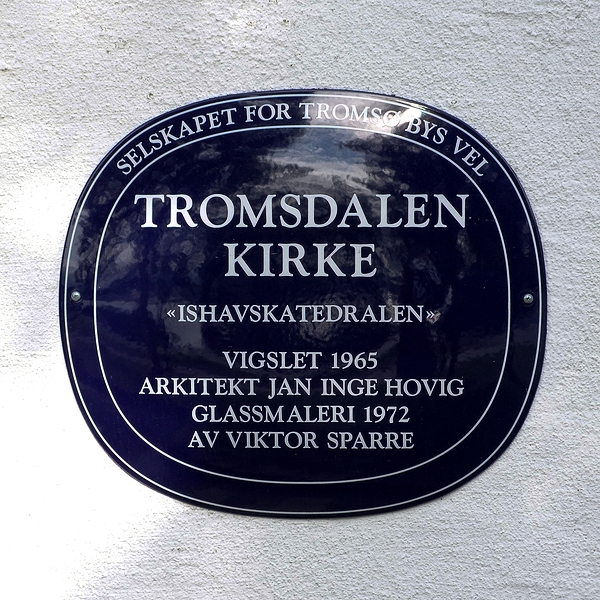 SELSKAPET FOR TROMSØ BYS VEL
TROMSDALEN
KIRKE
«ISHAVSKATEDRALEN»
VIGSLET 1965
ARKITEKT JAN INGE HOVIG
GLASSMALERI 1972
AV VIKTOR SPARRE